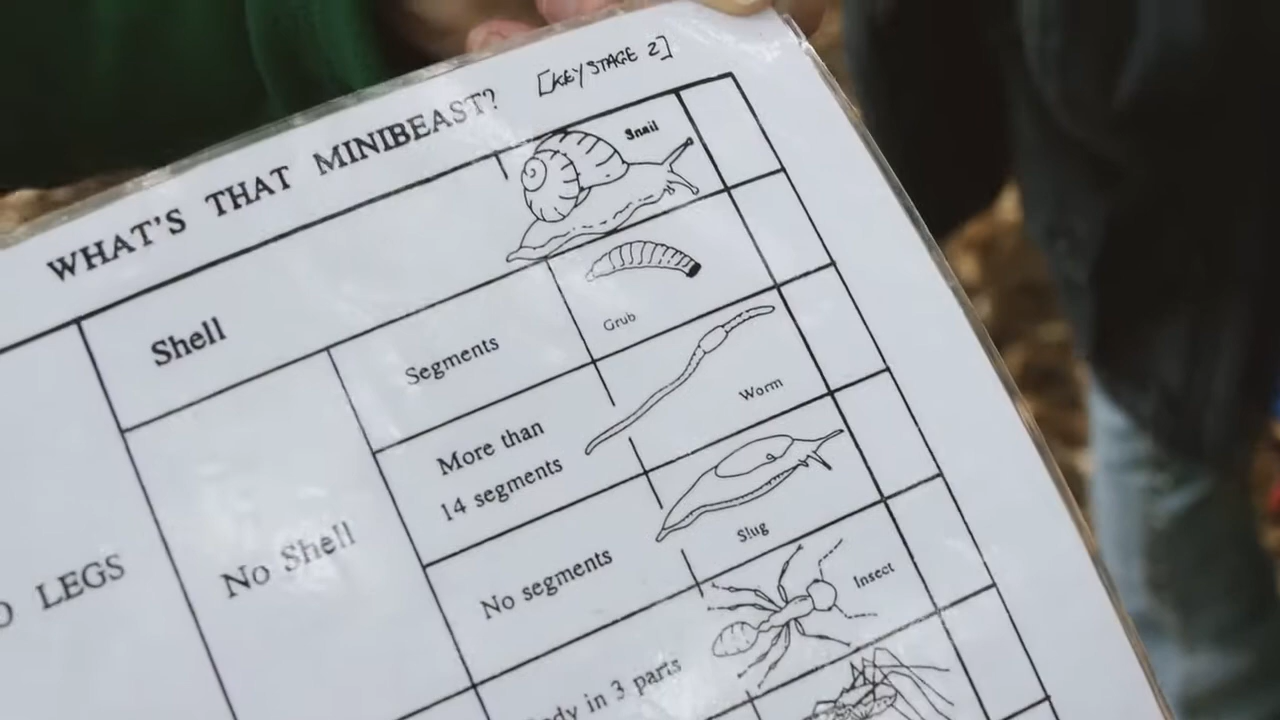 WHAT'S THAT MINIBEAST? [KEY STAGE 2]
Snail
Shell
Grub
Segments
Worm
More than
14 segments
No Shell
Slug
No segments
LEGS
Insect
in 3 parts